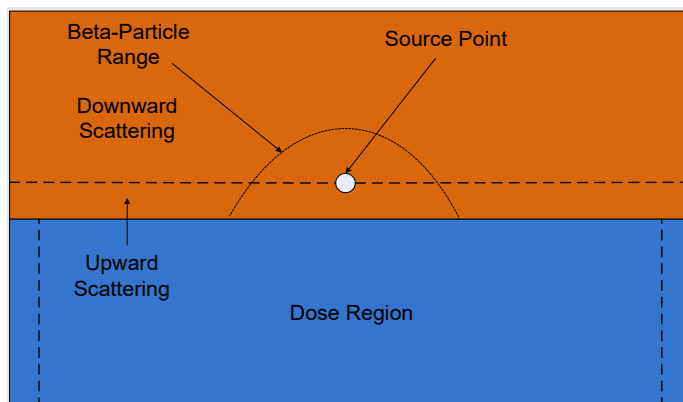 Beta-Particle
Range
Source Point
Downward
Scattering
Upward
Scattering
Dose Region